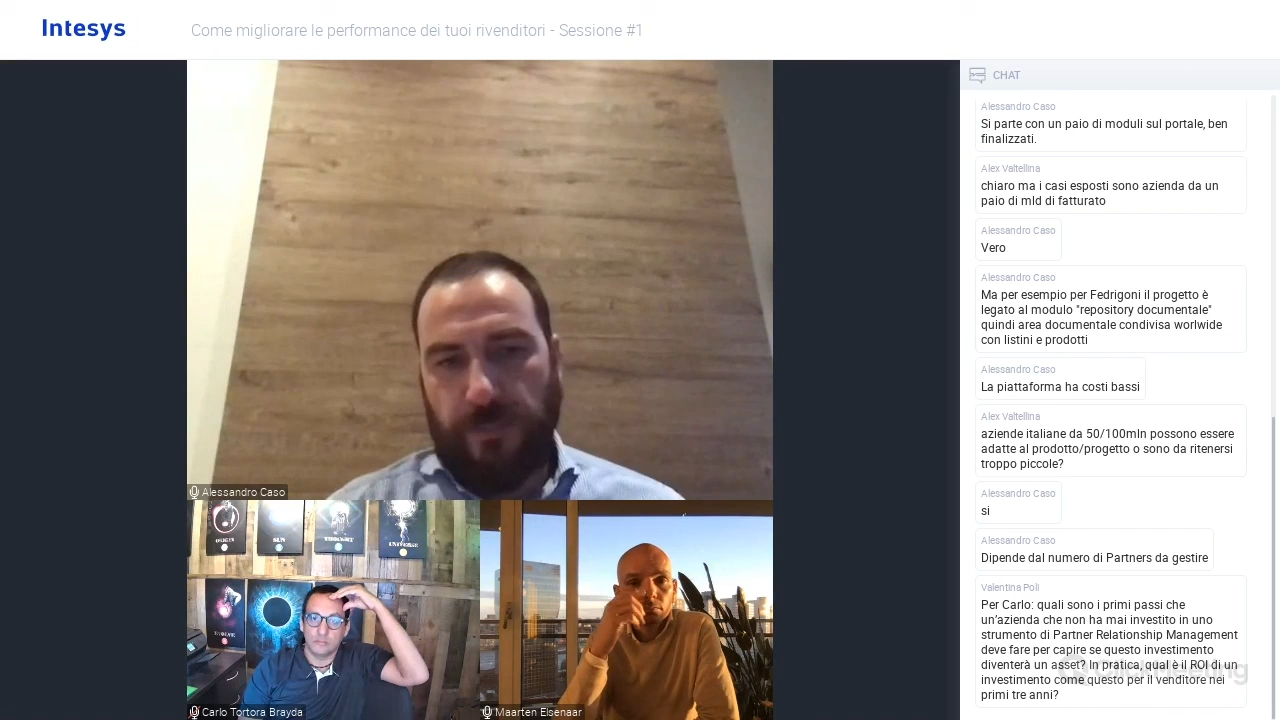 Intesys
Come migliorare le performance dei tuoi rivenditori - Sessione #1
CHAT
Alessandro Caso
Si parte con un paio di moduli sul portale, ben
finalizzati.
Alex Valtellina
chiaro ma i casi esposti sono azienda da un
paio di mld di fatturato
Alessandro Caso
Vero
Alessandro Caso
Ma per esempio per Fedrigoni il progetto è
legato al modulo "repository documentale"
quindi area documentale condivisa worlwide
con listini e prodotti
Alessandro Caso
La piattaforma ha costi bassi
Alex Valtellina
aziende italiane da 50/100mln possono essere
adatte al prodotto/progetto o sono da ritenersi
troppo piccole?
Alessandro Caso
si
Alessandro Caso
Dipende dal numero di Partners da gestire
Valentina Poli
Per Carlo: quali sono i primi passi che
un'azienda che non ha mai investito in uno
strumento di Partner Relationship Management
deve fare per capire se questo investimento
diventerà un asset? In pratica, qual è il ROI di un
investimento come questo per il venditore nei
primi tre anni?
Alessandro Caso
ORIGIN
SUN
THOUGHT
UNIVERSE
Carlo Tortora Brayda
Maarten Elsenaar